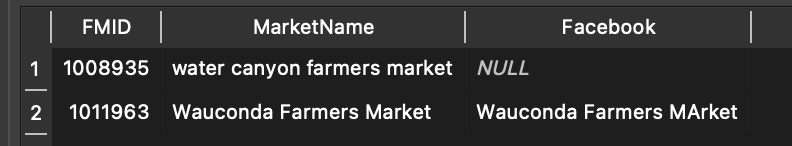 FMID MarketName Facebook
1 1008935 water canyon farmers market NULL
2 1011963 Wauconda Farmers Market Wauconda Farmers MArket